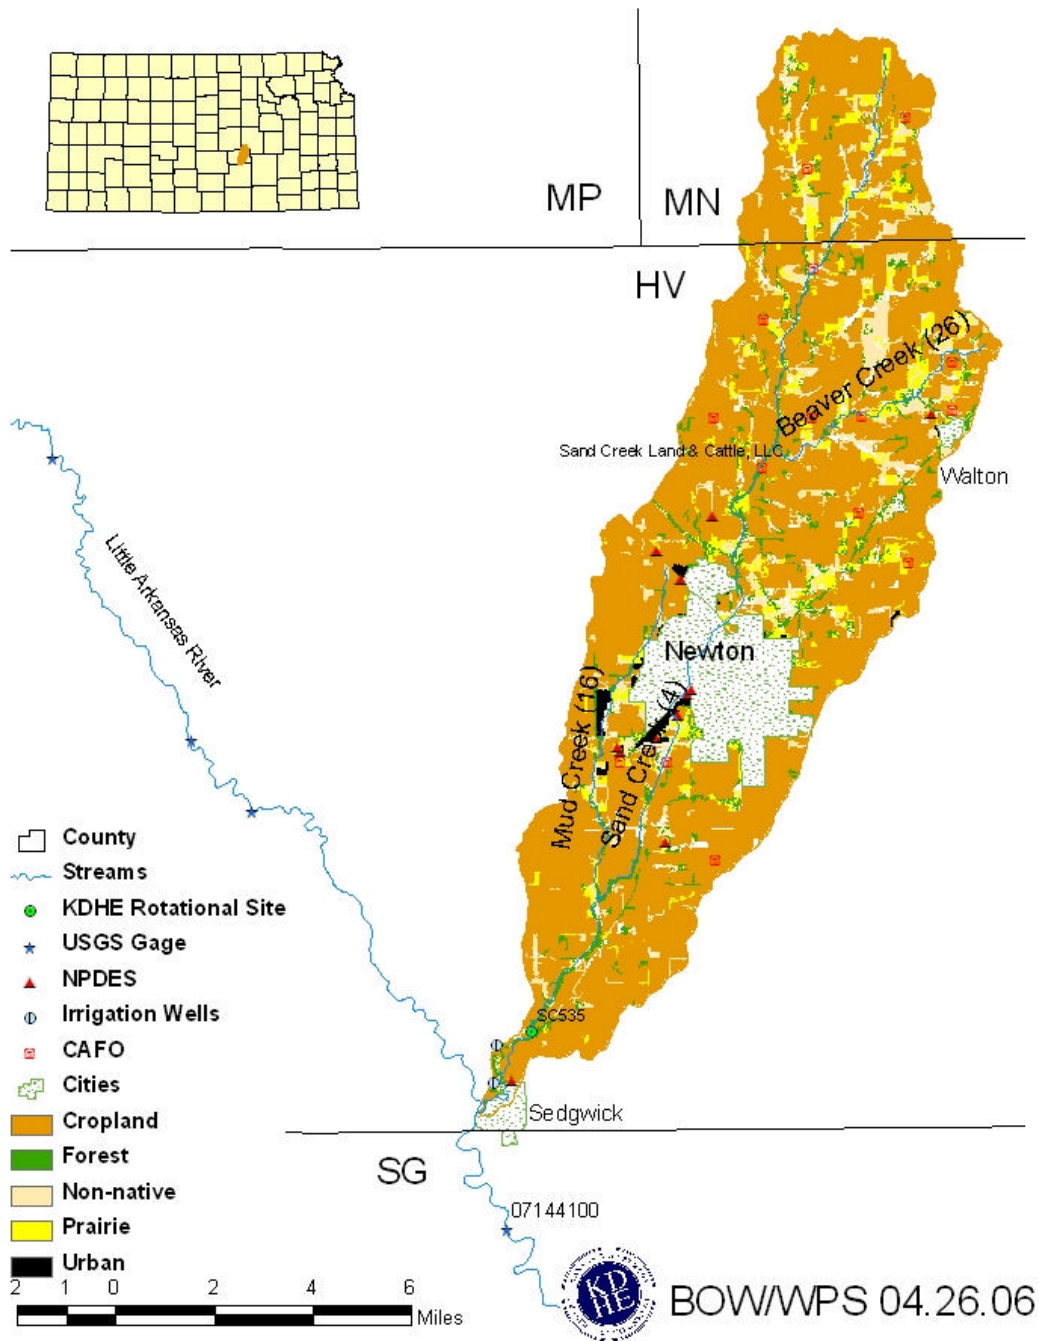 MP
MN
HV
Beaver Creek (26)
Sand Creek Land & Cattle, LLC
Walton
Little Arkansas River
Newton
Mud Creek (16)
Sand Creek (4)
County
Streams
KDHE Rotational Site
USGS Gage
NPDES
Irrigation Wells
CAFO
Cities
Cropland
Forest
Non-native
Prairie
Urban
SC535
Sedgwick
SG
07144100
2 1 0 2 4 6
Miles
KD
HE
BOW/WPS 04.26.06